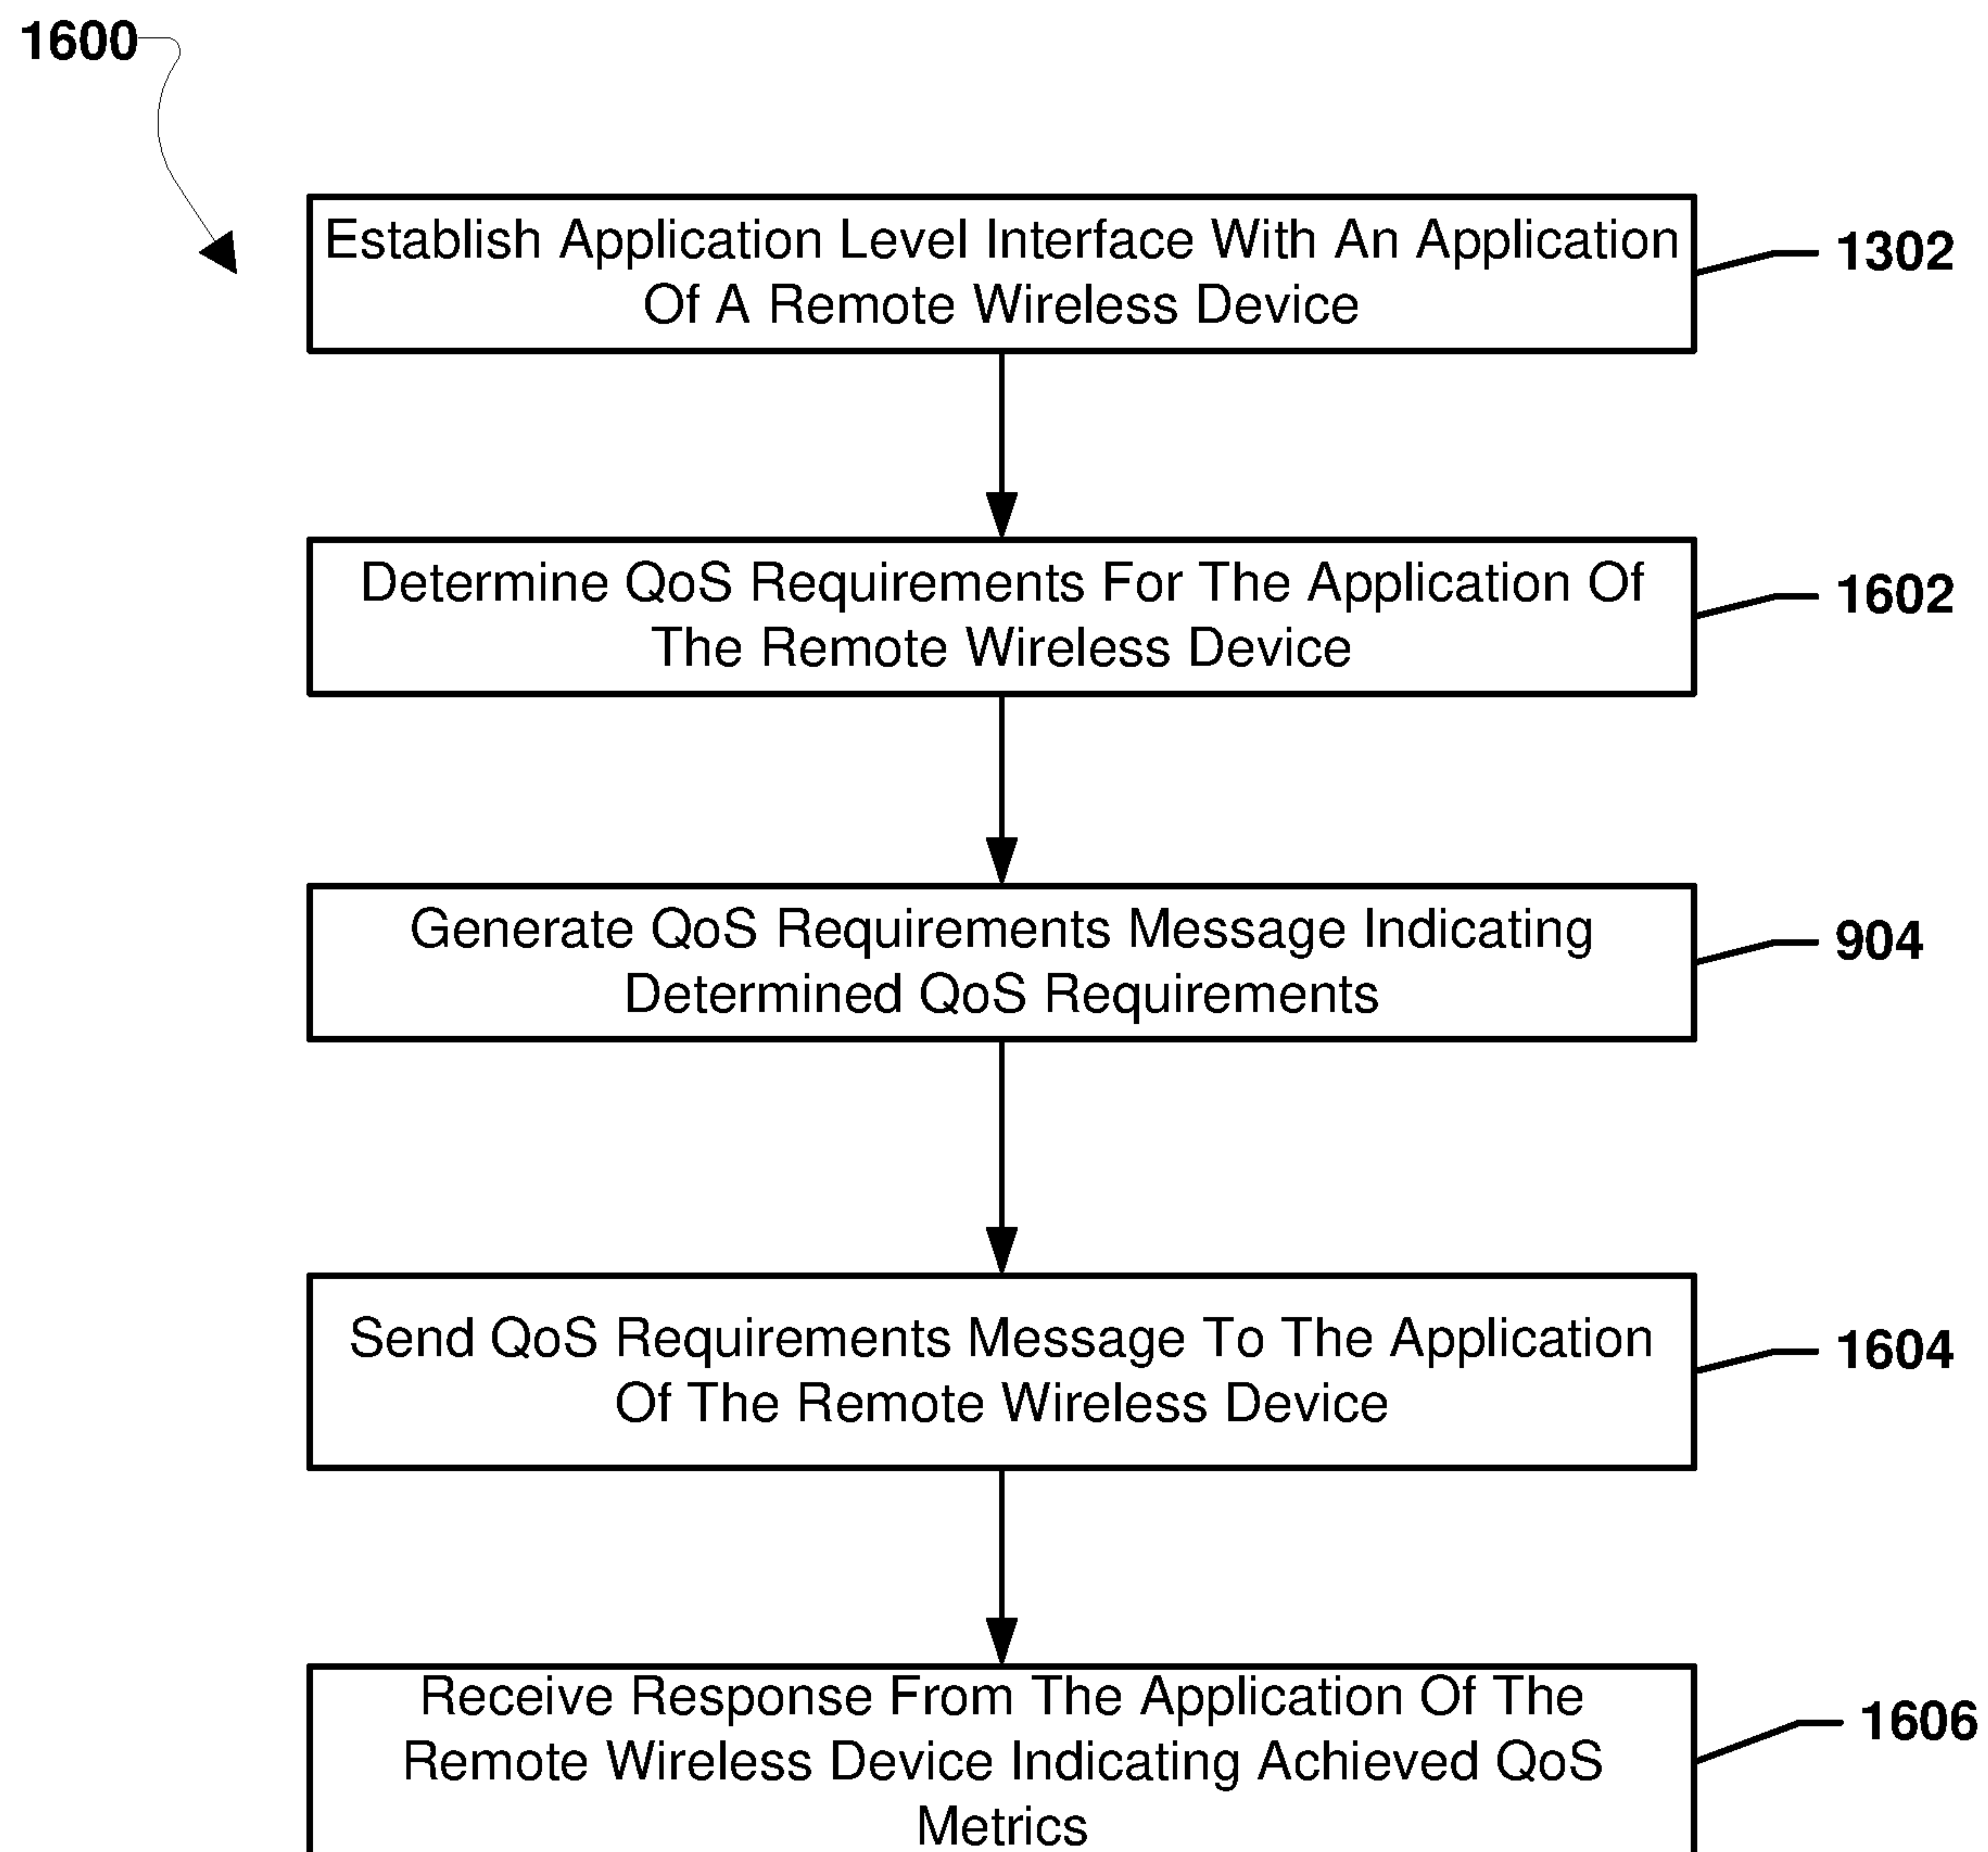 1600
Establish Application Level Interface With An Application
Of A Remote Wireless Device
1302
Determine QoS Requirements For The Application Of
The Remote Wireless Device
1602
Generate QoS Requirements Message Indicating
Determined QoS Requirements
904
Send QoS Requirements Message To The Application
Of The Remote Wireless Device
1604
Receive Response From The Application Of The
Remote Wireless Device Indicating Achieved QoS
Metrics
1606